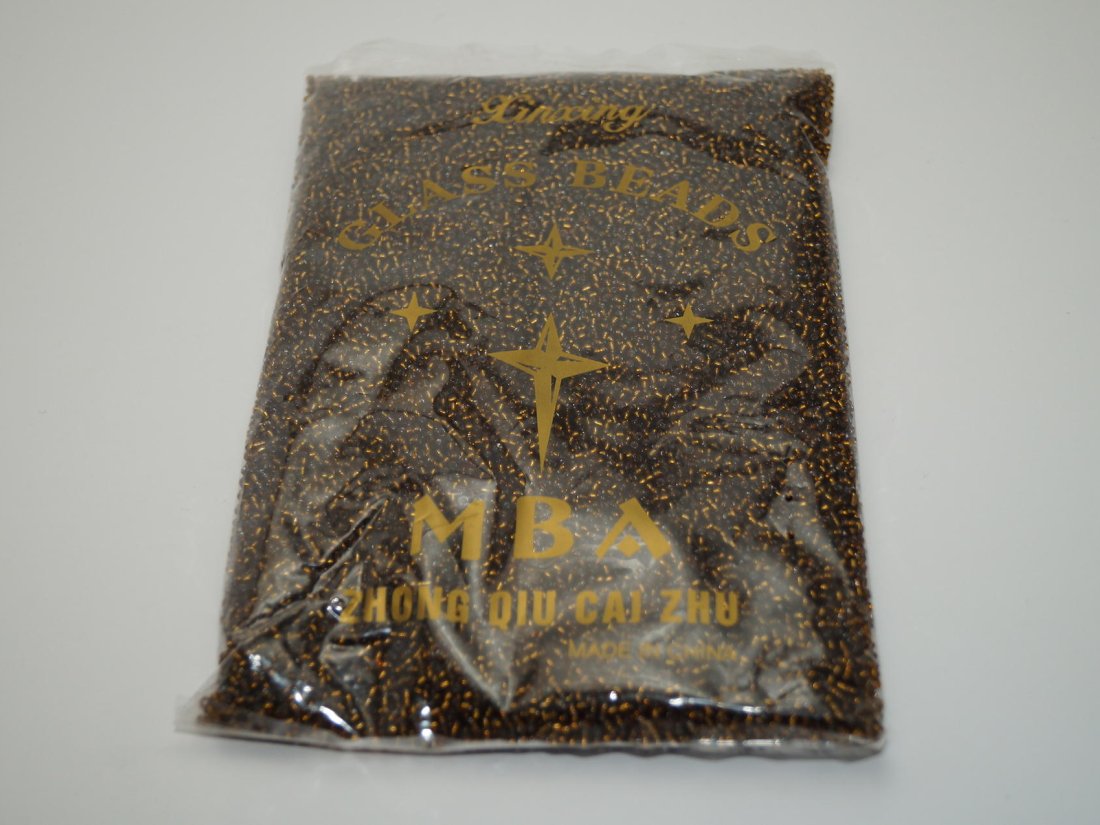 Xinxing
GLASS BEADS
MBA
ZHONG QIU CAI ZHU
MADE IN CHINA